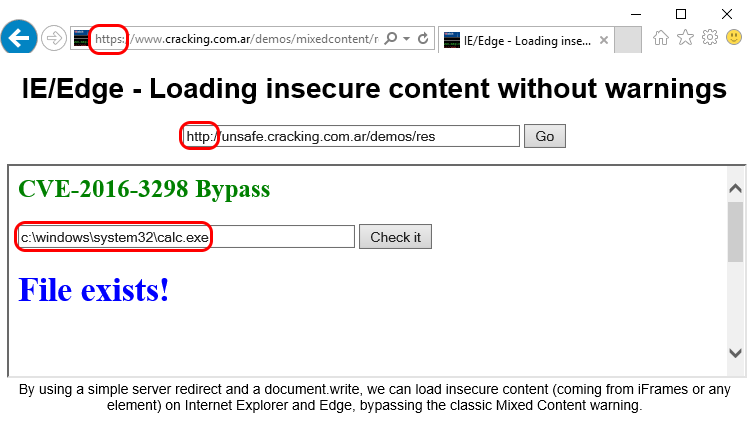 https://www.cracking.com.ar/demos/mixedcontent/r
IE/Edge - Loading inse...
IE/Edge - Loading insecure content without warnings
http://unsafe.cracking.com.ar/demos/res
Go
CVE-2016-3298 Bypass
c:\windows\system32\calc.exe
Check it
File exists!
By using a simple server redirect and a document.write, we can load insecure content (coming from iFrames or any
element) on Internet Explorer and Edge, bypassing the classic Mixed Content warning.